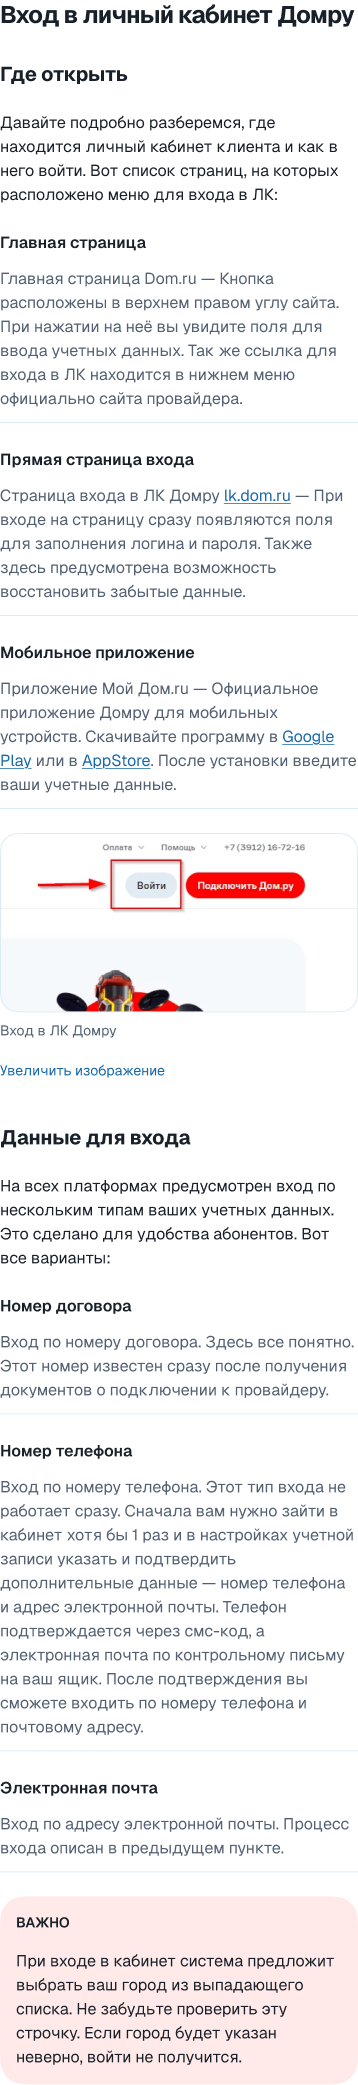 Вход в личный кабинет Домру
Где открыть
Давайте подробно разберемся, где
находится личный кабинет клиента и как в
него войти. Вот список страниц, на которых
расположено меню для входа в ЛК:
Главная страница
Главная страница Dom.ru — Кнопка
расположены в верхнем правом углу сайта.
При нажатии на неё вы увидите поля для
ввода учетных данных. Так же ссылка для
входа в ЛК находится в нижнем меню
официально сайта провайдера.
Прямая страница входа
Страница входа в ЛК Домру lk.dom.ru — При
входе на страницу сразу появляются поля
для заполнения логина и пароля. Также
здесь предусмотрена возможность
восстановить забытые данные.
Мобильное приложение
Приложение Мой Дом.ru — Официальное
приложение Домру для мобильных
устройств. Скачивайте программу в Google
Play или в AppStore. После установки введите
ваши учетные данные.
Оплата Помощь +7 (3912) 16-72-16
Войти Подключить Дом.ру
Вход в ЛК Домру
Увеличить изображение
Данные для входа
На всех платформах предусмотрен вход по
нескольким типам ваших учетных данных.
Это сделано для удобства абонентов. Вот
все варианты:
Номер договора
Вход по номеру договора. Здесь все понятно.
Этот номер известен сразу после получения
документов о подключении к провайдеру.
Номер телефона
Вход по номеру телефона. Этот тип входа не
работает сразу. Сначала вам нужно зайти в
кабинет хотя бы 1 раз и в настройках учетной
записи указать и подтвердить
дополнительные данные — номер телефона
и адрес электронной почты. Телефон
подтверждается через смс-код, а
электронная почта по контрольному письму
на ваш ящик. После подтверждения вы
сможете входить по номеру телефона и
почтовому адресу.
Электронная почта
Вход по адресу электронной почты. Процесс
входа описан в предыдущем пункте.
ВАЖНО
При входе в кабинет система предложит
выбрать ваш город из выпадающего
списка. Не забудьте проверить эту
строчку. Если город будет указан
неверно, войти не получится.